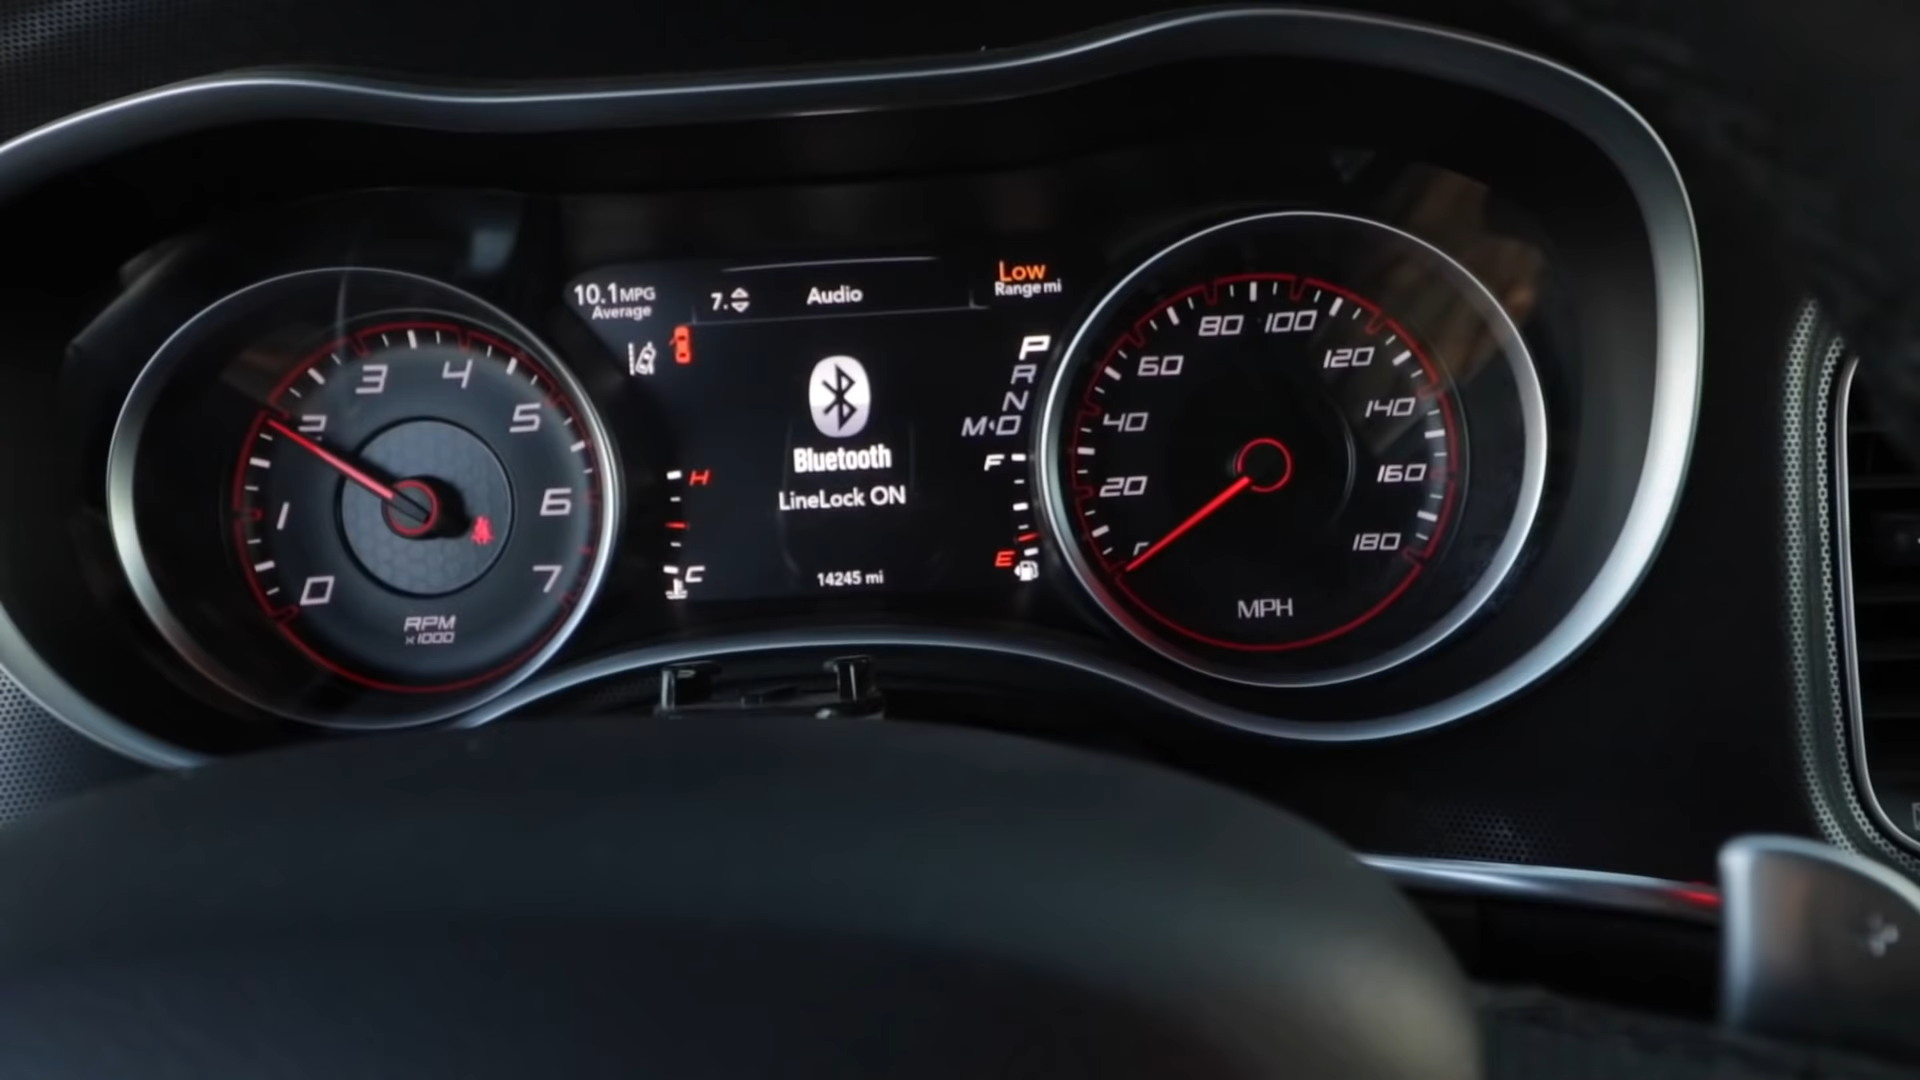 10.1 MPG
Average
7.
Audio
Low
Range mi
P
R
N
M D
Bluetooth
LineLock ON
14245 mi
H
C
F
E
0
1
2
3
4
5
6
7
RPM
x1000
20
40
60
80
100
120
140
160
180
MPH